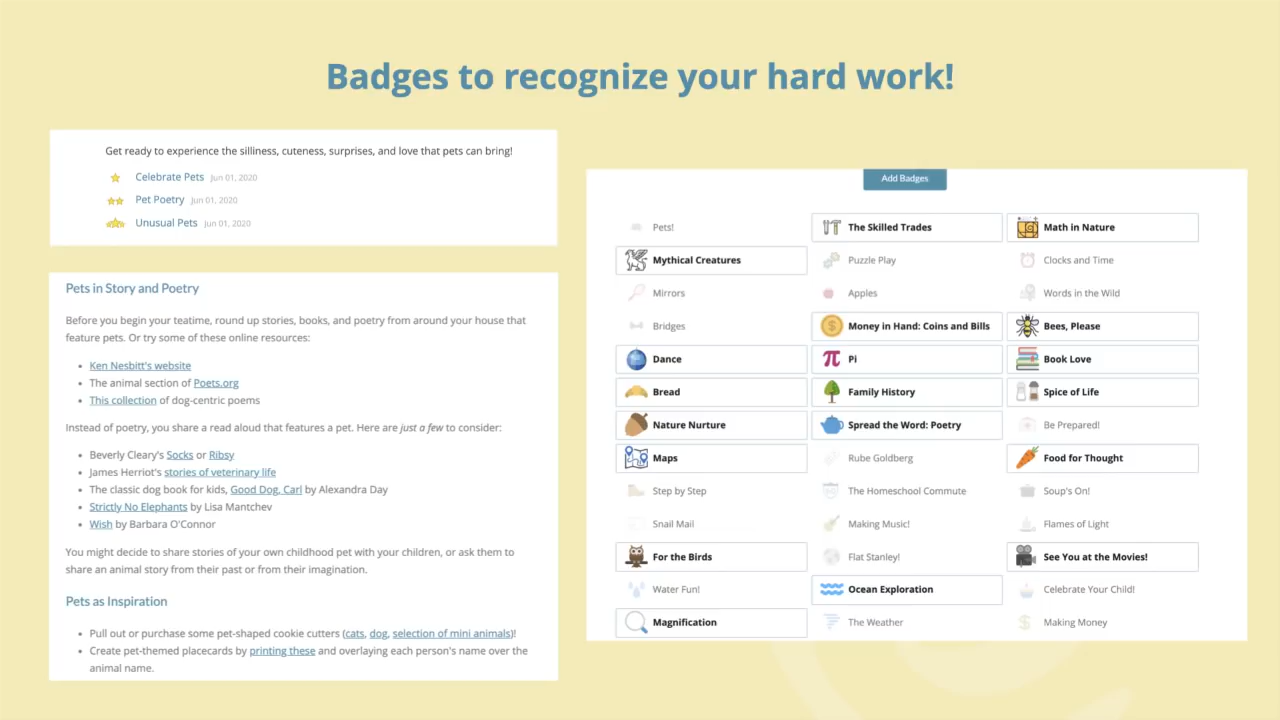 Badges to recognize your hard work!
Get ready to experience the silliness, cuteness, surprises, and love that pets can bring!
Celebrate Pets Jun 01, 2020
Pet Poetry Jun 01, 2020
Unusual Pets Jun 01, 2020
Pets in Story and Poetry
Before you begin your teatime, round up stories, books, and poetry from around your house that
feature pets. Or try some of these online resources:
• Ken Nesbitt's website
• The animal section of Poets.org
• This collection of dog-centric poems
Instead of poetry, you share a read aloud that features a pet. Here are just a few to consider:
• Beverly Cleary's Socks or Ribsy
• James Herriot's stories of veterinary life
• The classic dog book for kids, Good Dog, Carl by Alexandra Day
• Strictly No Elephants by Lisa Mantchev
• Wish by Barbara O'Connor
You might decide to share stories of your own childhood pet with your children, or ask them to
share an animal story from their past or from their imagination.
Pets as Inspiration
• Pull out or purchase some pet-shaped cookie cutters (cats, dog, selection of mini animals)!
• Create pet-themed placecards by printing these and overlaying each person's name over the
animal name.
Add Badges
Pets! The Skilled Trades Math in Nature
Mythical Creatures Puzzle Play Clocks and Time
Mirrors Apples Words in the Wild
Bridges Money in Hand: Coins and Bills Bees, Please
Dance Pi Book Love
Bread Family History Spice of Life
Nature Nurture Spread the Word: Poetry Be Prepared!
Maps Rube Goldberg Food for Thought
Step by Step The Homeschool Commute Soup's On!
Snail Mail Making Music! Flames of Light
For the Birds Flat Stanley! See You at the Movies!
Water Fun! Ocean Exploration Celebrate Your Child!
Magnification The Weather Making Money